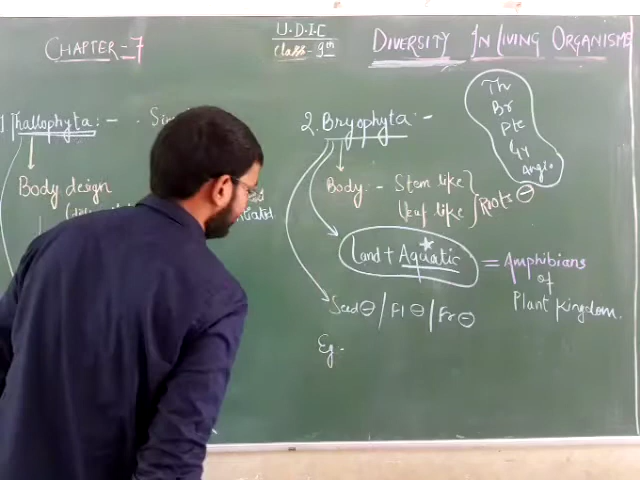 U.D.I.C
Class - 9th
CHAPTER - 7
DIVERSITY IN LIVING ORGANISMS
1 Thallophyta: - . Si
Body design
2. Bryophyta: -
Body: - Stem like
Leaf like
Roots ⊖
Land + Aquatic = Amphibians
of
Plant Kingdom.
Seed ⊖ / Fl ⊖ / Fr ⊖
Eg.
Th
Br
Pte
Gy
Angio